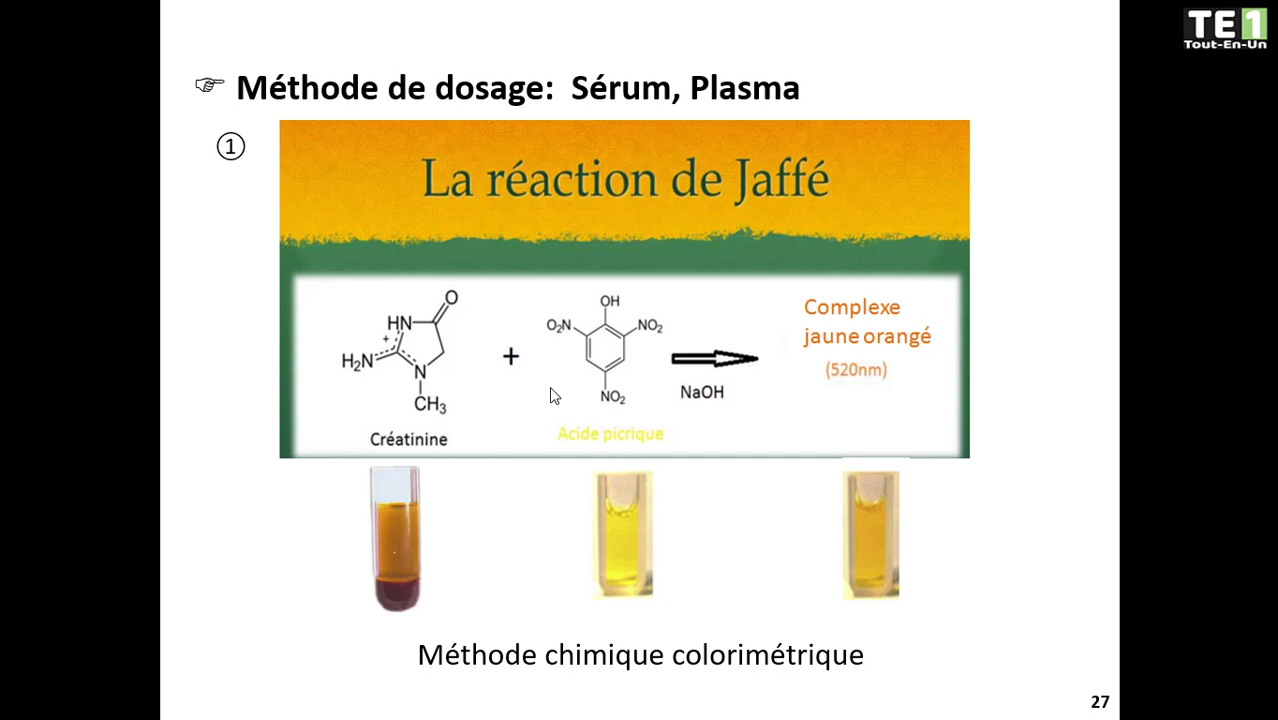 TE1
Tout-En-Un
☞ Méthode de dosage: Sérum, Plasma
①
La réaction de Jaffé
O
HN
+
H₂N
N
CH₃
Créatinine
+
OH
O₂N
NO₂
NO₂
Acide picrique
NaOH
Complexe
jaune orangé
(520nm)
Méthode chimique colorimétrique
27